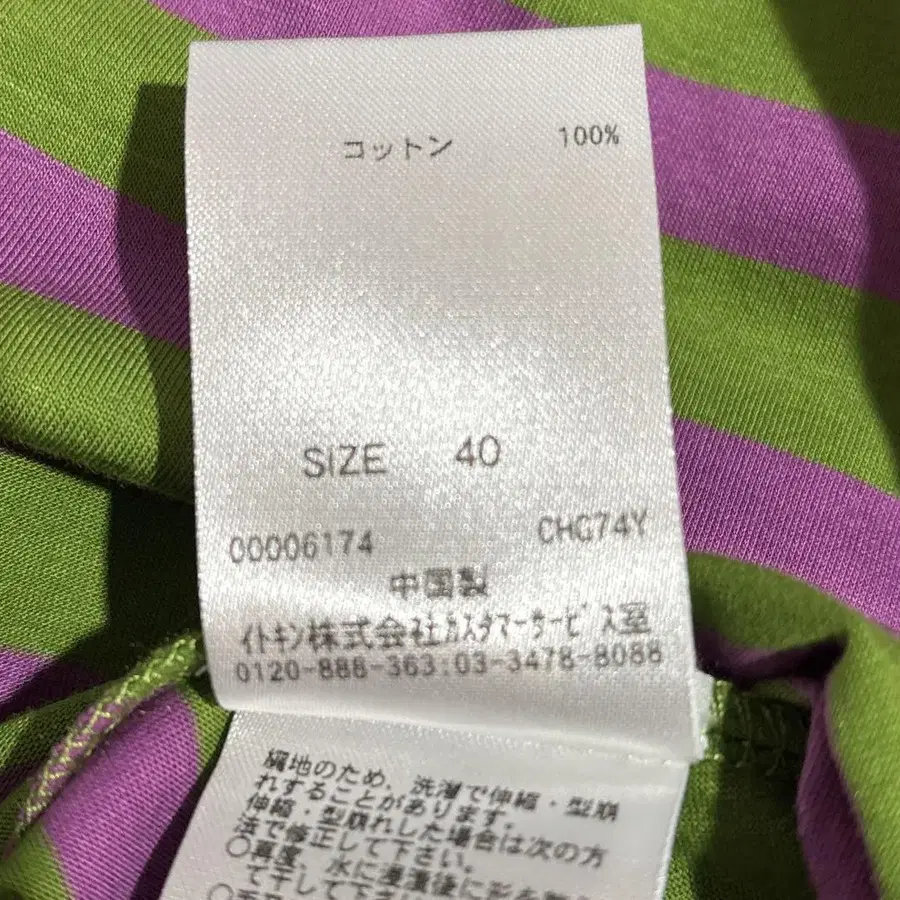 コットン 100%
SIZE 40
00006174 CHG74Y
中国製
イトキン株式会社カスタマーサービス室
0120-888-363:03-3478-8088
腐地のため、洗濯で伸縮・型崩
れすることがあります。
伸縮・型崩れした場合は次の方
法で修正して下さい。
○再度、水に浸漬後に形を整
て干して下さい